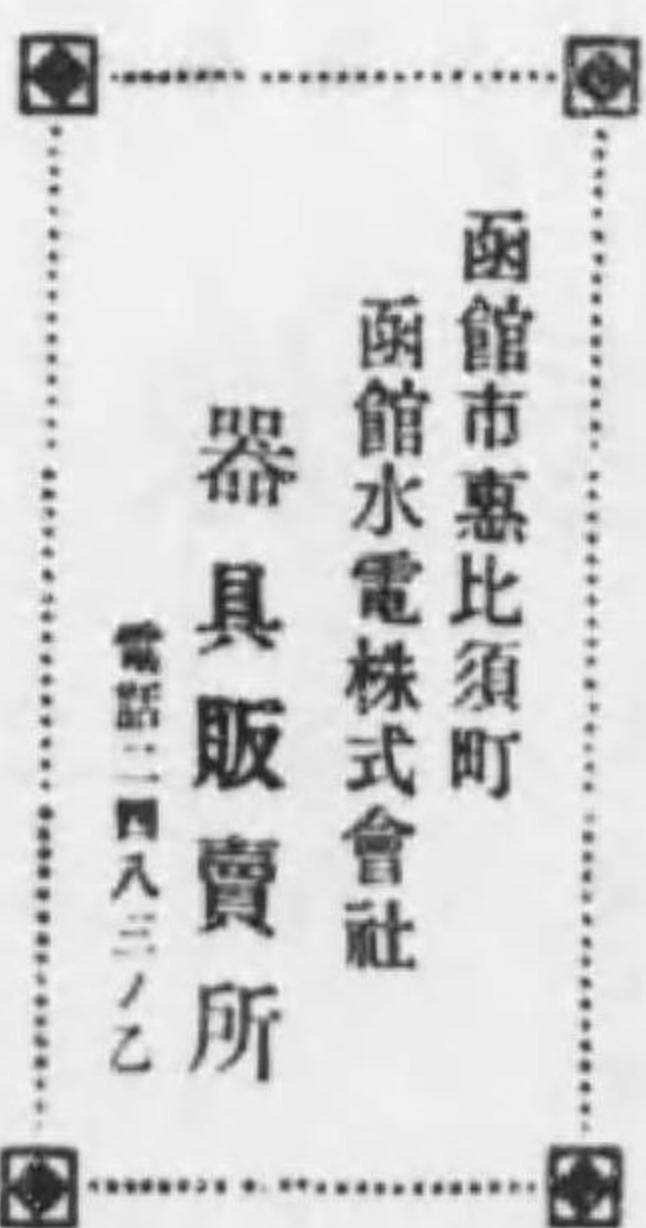 函館市惠比須町
函館水電株式會社
器具販賣所
電話二四八三ノ乙